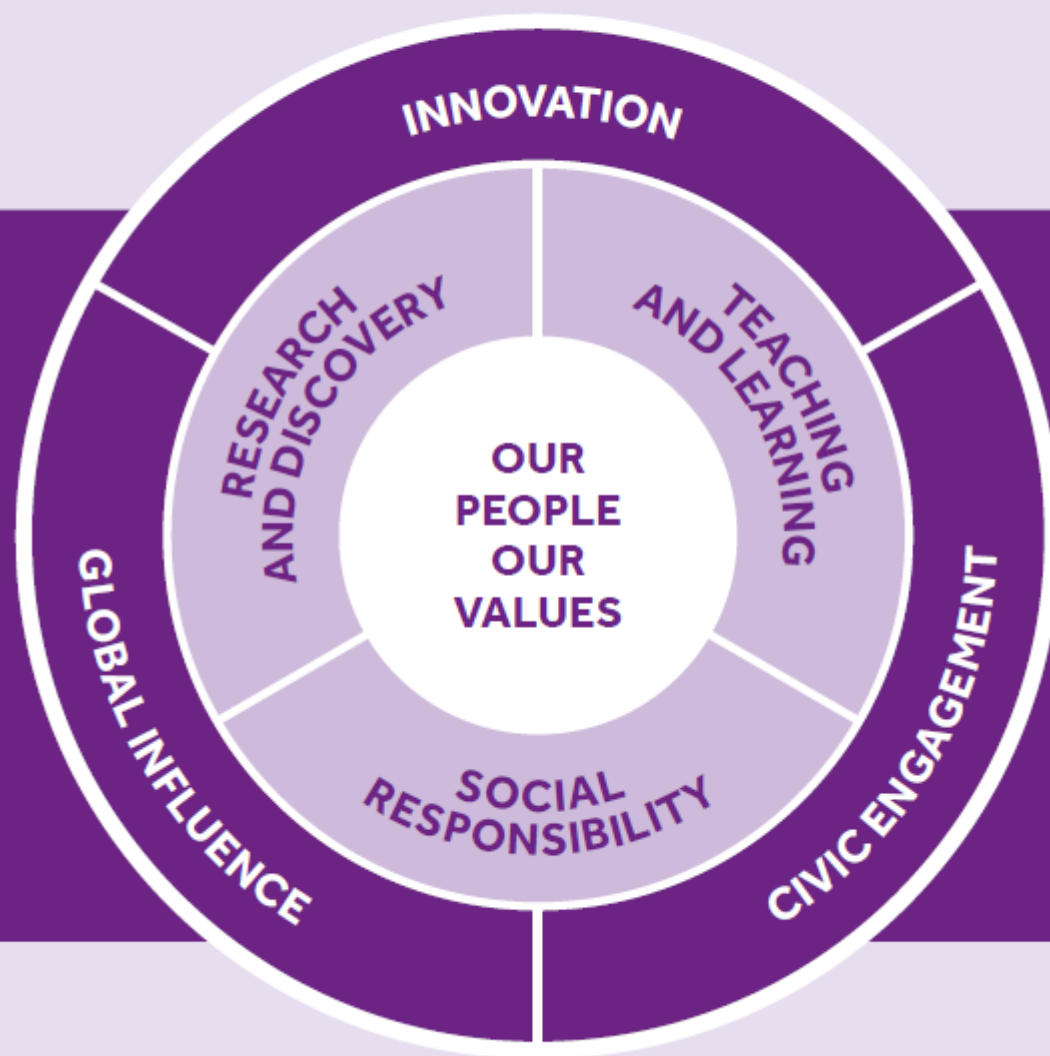 INNOVATION
RESEARCH
AND DISCOVERY
TEACHING
AND LEARNING
OUR
PEOPLE
OUR
VALUES
GLOBAL INFLUENCE
CIVIC ENGAGEMENT
SOCIAL
RESPONSIBILITY